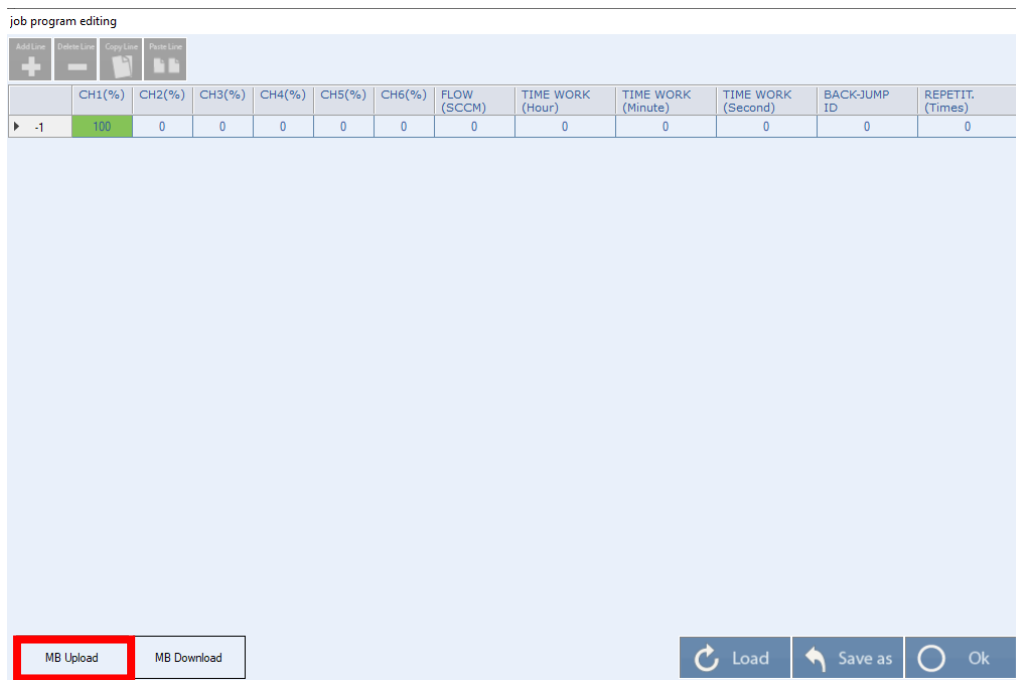 job program editing
Add Line Delete Line Copy Line Paste Line
CH1(%) CH2(%) CH3(%) CH4(%) CH5(%) CH6(%) FLOW (SCCM) TIME WORK (Hour) TIME WORK (Minute) TIME WORK (Second) BACK-JUMP ID REPETIT. (Times)
-1 100 0 0 0 0 0 0 0 0 0 0 0
MB Upload MB Download Load Save as Ok